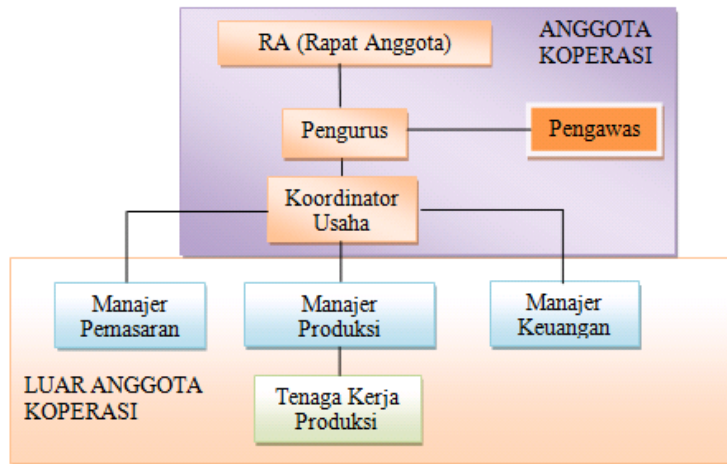 RA (Rapat Anggota)
ANGGOTA
KOPERASI
Pengurus
Pengawas
Koordinator
Usaha
Manajer
Pemasaran
Manajer
Produksi
Manajer
Keuangan
LUAR ANGGOTA
KOPERASI
Tenaga Kerja
Produksi